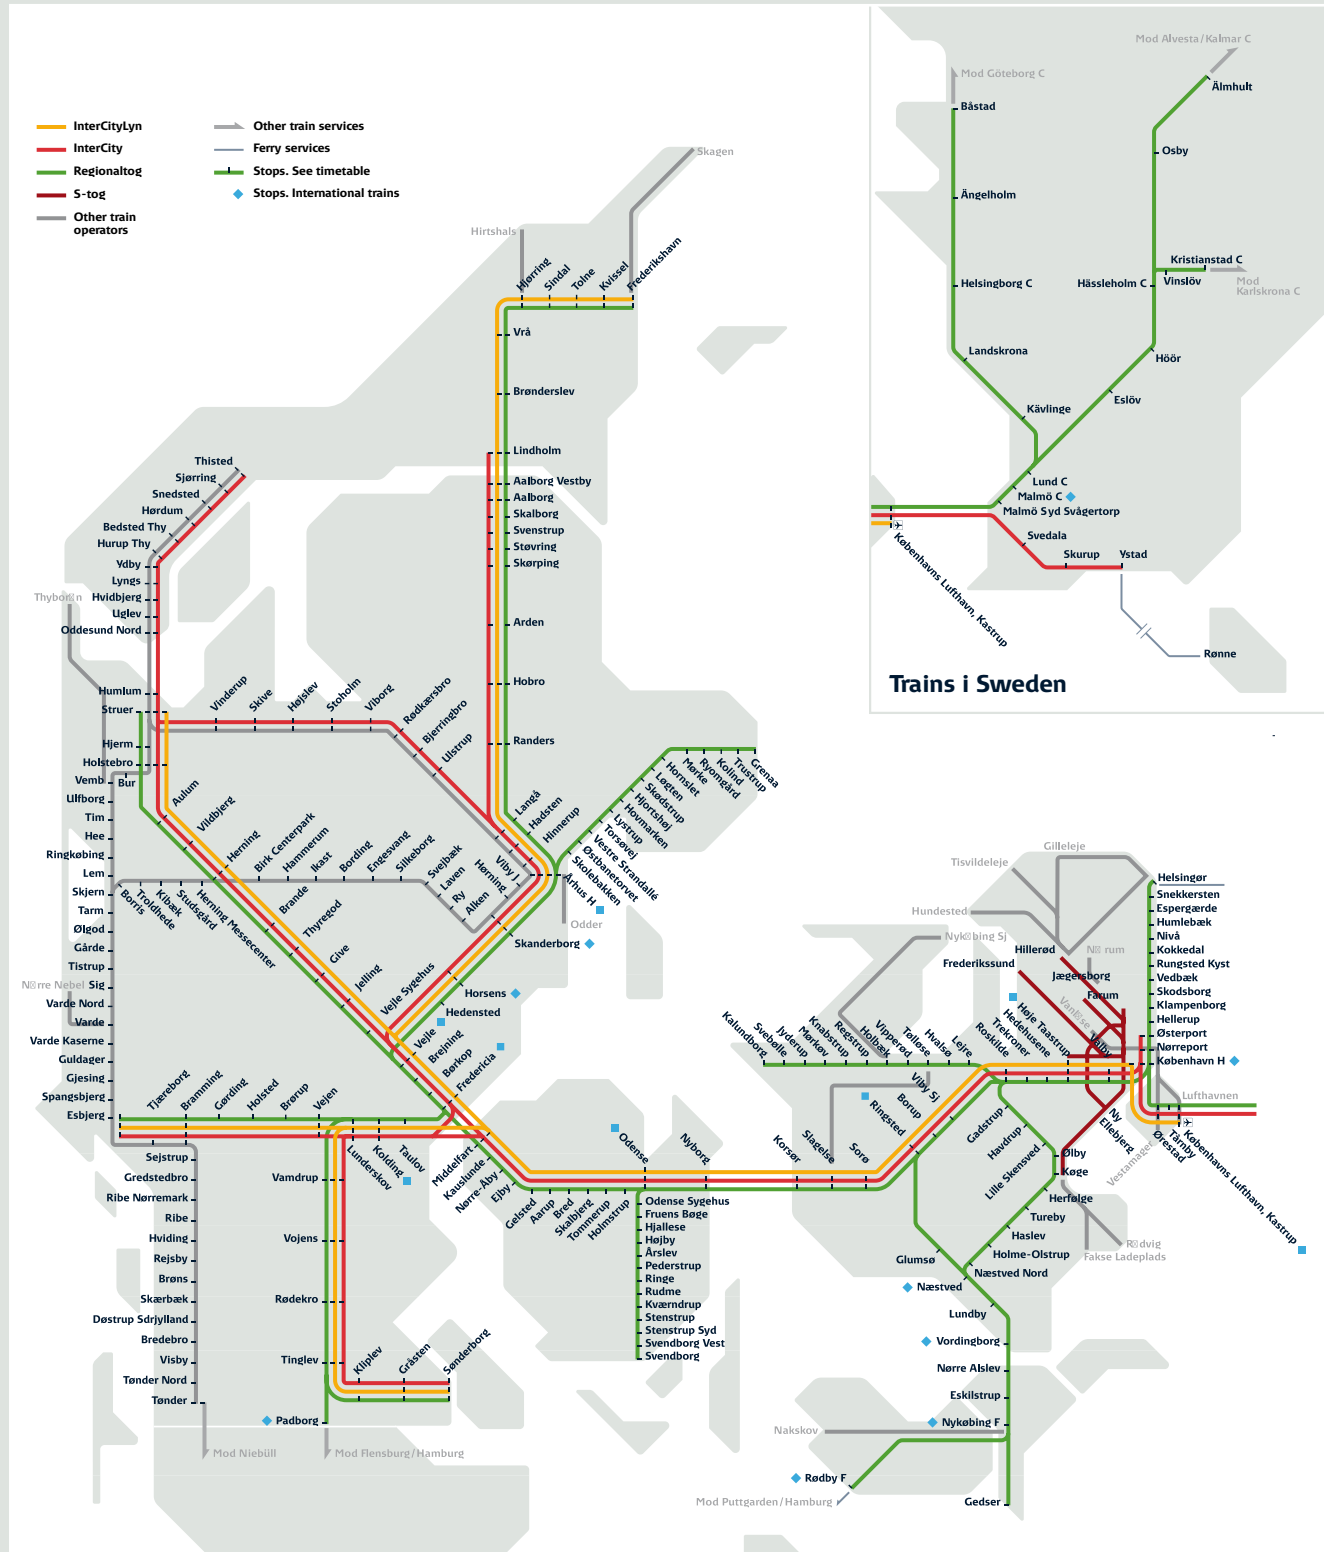 InterCityLyn
InterCity
Regionaltog
S-tog
Other train
operators
Other train services
Ferry services
Stops. See timetable
Stops. International trains
Skagen
Hirtshals
Hjørring
Sindal
Tolne
Kvissel
Frederikshavn
Vrå
Brønderslev
Lindholm
Aalborg Vestby
Aalborg
Skalborg
Svenstrup
Støvring
Skørping
Arden
Hobro
Randers
Langå
Hadsten
Hinnerup
Thisted
Sjørring
Snedsted
Hørdum
Bedsted Thy
Hurup Thy
Ydby
Lyngs
Hvidbjerg
Uglev
Oddesund Nord
Humlum
Struer
Hjerm
Holstebro
Vemb
Bur
Ulfborg
Tim
Hee
Ringkøbing
Lem
Skjern
Tarm
Ølgod
Gårde
Tistrup
Sig
Varde Nord
Varde
Varde Kaserne
Guldager
Gjesing
Spangsbjerg
Esbjerg
Vinderup
Skive
Højslev
Stoholm
Viborg
Rødkærsbro
Bjerringbro
Ulstrup
Aulum
Vildbjerg
Herning
Birk Centerpark
Hammerum
Ikast
Bording
Engesvang
Silkeborg
Svejbæk
Laven
Ry
Alken
Hørning
Viby J
Borris
Troldhede
Kibæk
Studsgård
Herning Messecenter
Brande
Thyregod
Give
Jelling
Vejle Sygehus
Århus H
Odder
Skanderborg
Horsens
Hedensted
Vejle
Brejning
Børkop
Fredericia
Skolebakken
Østbanetorvet
Vestre Strandallé
Torsøvej
Lystrup
Hovmarken
Hjortshøj
Skødstrup
Løgten
Hornslet
Mørke
Ryomgård
Kolind
Trustrup
Grenaa
Tjæreborg
Bramming
Gørding
Holsted
Brørup
Vejen
Lunderskov
Kolding
Taulov
Middelfart
Kauslunde
Nørre-Åby
Ejby
Gelsted
Aarup
Bred
Skalbjerg
Tommerup
Holmstrup
Odense
Nyborg
Korsør
Slagelse
Sorø
Ringsted
Borup
Viby Sj
Sejstrup
Gredstedbro
Ribe Nørremark
Ribe
Hviding
Rejsby
Brøns
Skærbæk
Døstrup Sdrjylland
Bredebro
Visby
Tønder Nord
Tønder
Mod Niebüll
Vamdrup
Vojens
Rødekro
Tinglev
Kliplev
Gråsten
Sønderborg
Padborg
Mod Flensburg/Hamburg
Odense Sygehus
Fruens Bøge
Hjallese
Højby
Årslev
Pederstrup
Ringe
Rudme
Kværndrup
Stenstrup
Stenstrup Syd
Svendborg Vest
Svendborg
Kalundborg
Svebølle
Jyderup
Mørkøv
Knabstrup
Regstrup
Holbæk
Vipperød
Tølløse
Hvalsø
Lejre
Roskilde
Trekroner
Hedehusene
Høje Taastrup
Valby
Tisvildeleje
Gilleleje
Hundested
Hillerød
Frederikssund
Jægersborg
Farum
Helsingør
Snekkersten
Espergærde
Humlebæk
Nivå
Kokkedal
Rungsted Kyst
Vedbæk
Skodsborg
Klampenborg
Hellerup
Østerport
Nørreport
København H
Lufthavnen
Københavns Lufthavn, Kastrup
Tårnby
Ørestad
Vestamager
Ny
Ellebjerg
Gadstrup
Havdrup
Lille Skensved
Ølby
Køge
Herfølge
Tureby
Haslev
Holme-Olstrup
Næstved Nord
Fakse Ladeplads
Glumsø
Næstved
Lundby
Vordingborg
Nørre Alslev
Eskilstrup
Nykøbing F
Nakskov
Rødby F
Mod Puttgarden/Hamburg
Gedser
Mod Alvesta/Kalmar C
Mod Göteborg C
Båstad
Älmhult
Osby
Ängelholm
Kristianstad C
Vinslöv
Mod
Karlskrona C
Helsingborg C
Hässleholm C
Landskrona
Höör
Eslöv
Kävlinge
Lund C
Malmö C
Malmö Syd Svågertorp
Svedala
Skurup
Ystad
Københavns Lufthavn, Kastrup
Rønne
Trains i Sweden